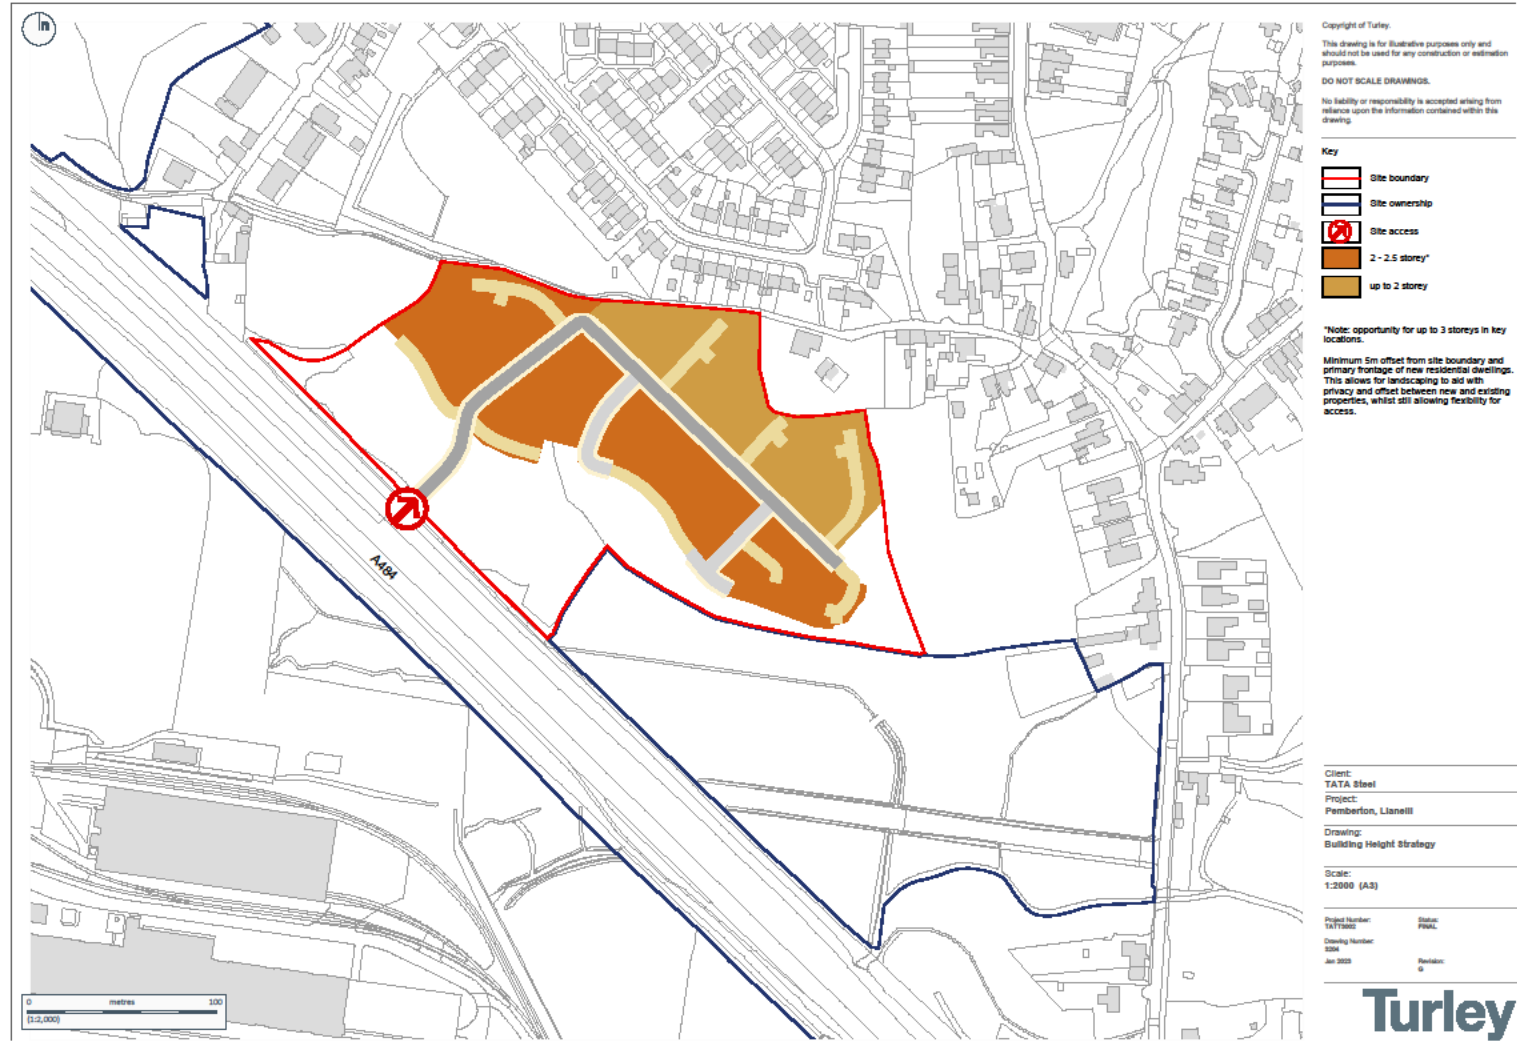 n
Copyright of Turley.
This drawing is for illustrative purposes only and
should not be used for any construction or estimation
purposes.
DO NOT SCALE DRAWINGS.
No liability or responsibility is accepted arising from
reliance upon the information contained within this
drawing.
Key
Site boundary
Site ownership
Site access
2 - 2.5 storey*
up to 2 storey
*Note: opportunity for up to 3 storeys in key
locations.
Minimum 5m offset from site boundary and
primary frontage of new residential dwellings.
This allows for landscaping to aid with
privacy and offset between new and existing
properties, whilst still allowing flexibility for
access.
A484
Client:
TATA Steel
Project:
Pemberton, Llanelli
Drawing:
Building Height Strategy
Scale:
1:2000 (A3)
Project Number:
Status:
FINAL
Drawing Number:
3204
Jan 2023
Revision:
G
0 metres 100
(1:2,000)
Turley